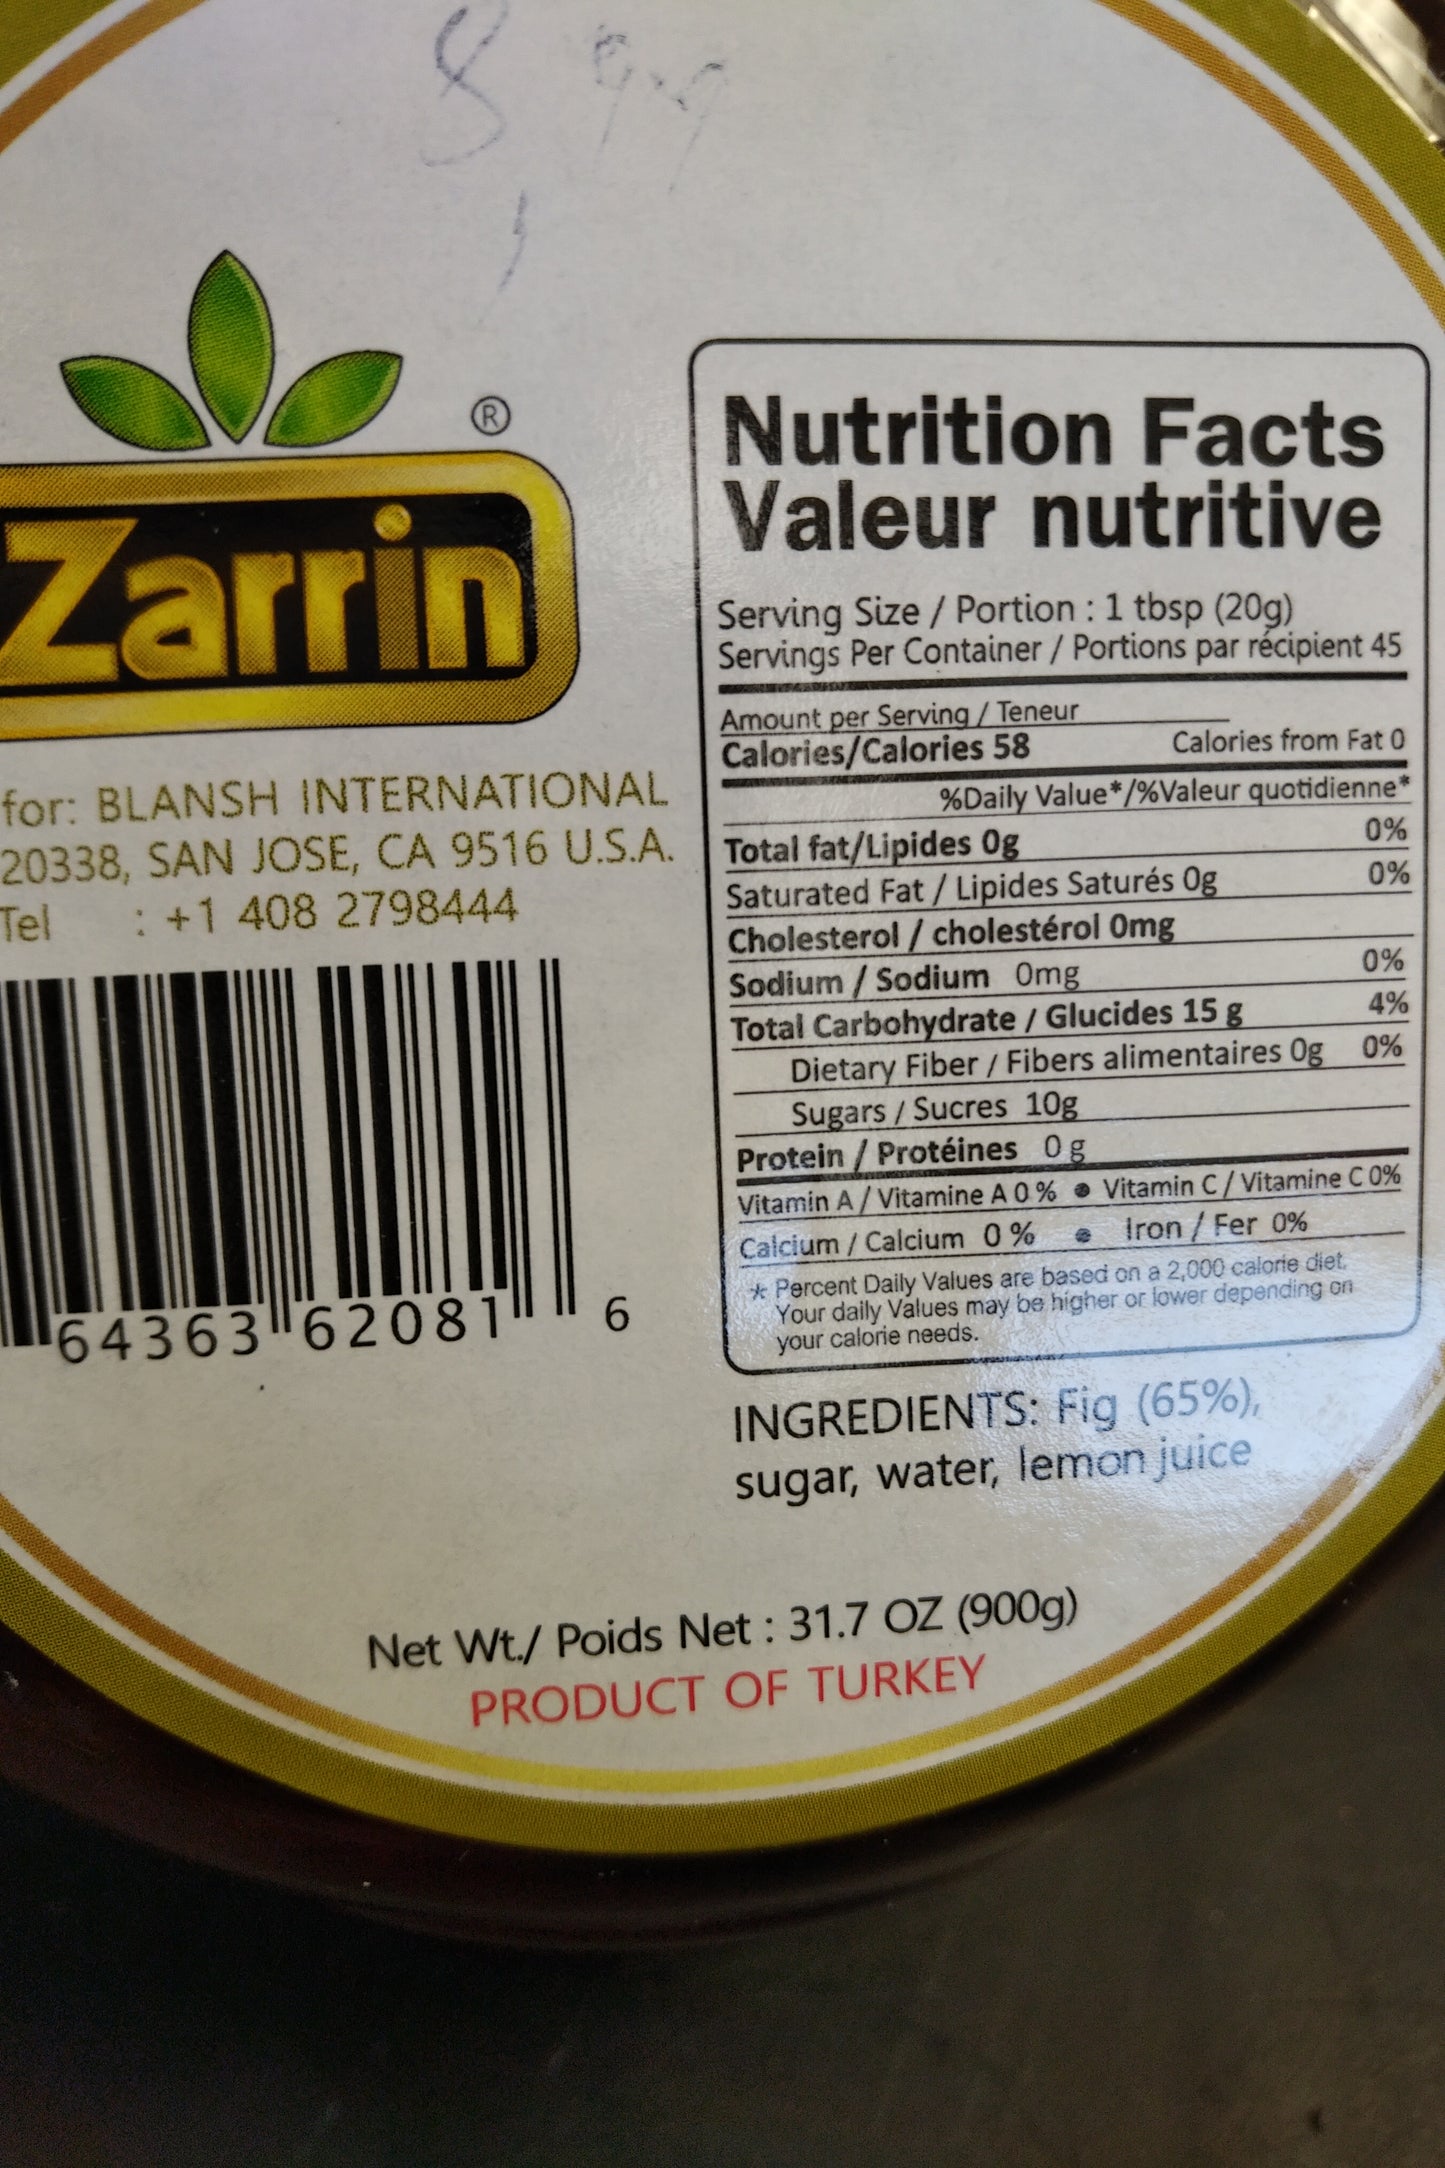 8.99
®
Zarrin
for: BLANSH INTERNATIONAL
20338, SAN JOSE, CA 9516 U.S.A.
Tel : +1 408 2798444
64363 62081 6
Nutrition Facts
Valeur nutritive
Serving Size / Portion : 1 tbsp (20g)
Servings Per Container / Portions par récipient 45
Amount per Serving / Teneur
Calories/Calories 58 Calories from Fat 0
%Daily Value*/%Valeur quotidienne*
Total fat/Lipides 0g 0%
Saturated Fat / Lipides Saturés 0g 0%
Cholesterol / cholestérol 0mg
Sodium / Sodium 0mg 0%
Total Carbohydrate / Glucides 15 g 4%
Dietary Fiber / Fibers alimentaires 0g 0%
Sugars / Sucres 10g
Protein / Protéines 0 g
Vitamin A / Vitamine A 0 % • Vitamin C / Vitamine C 0%
Calcium / Calcium 0 % • Iron / Fer 0%
* Percent Daily Values are based on a 2,000 calorie diet.
Your daily Values may be higher or lower depending on
your calorie needs.
INGREDIENTS: Fig (65%),
sugar, water, lemon juice
Net Wt./ Poids Net : 31.7 OZ (900g)
PRODUCT OF TURKEY